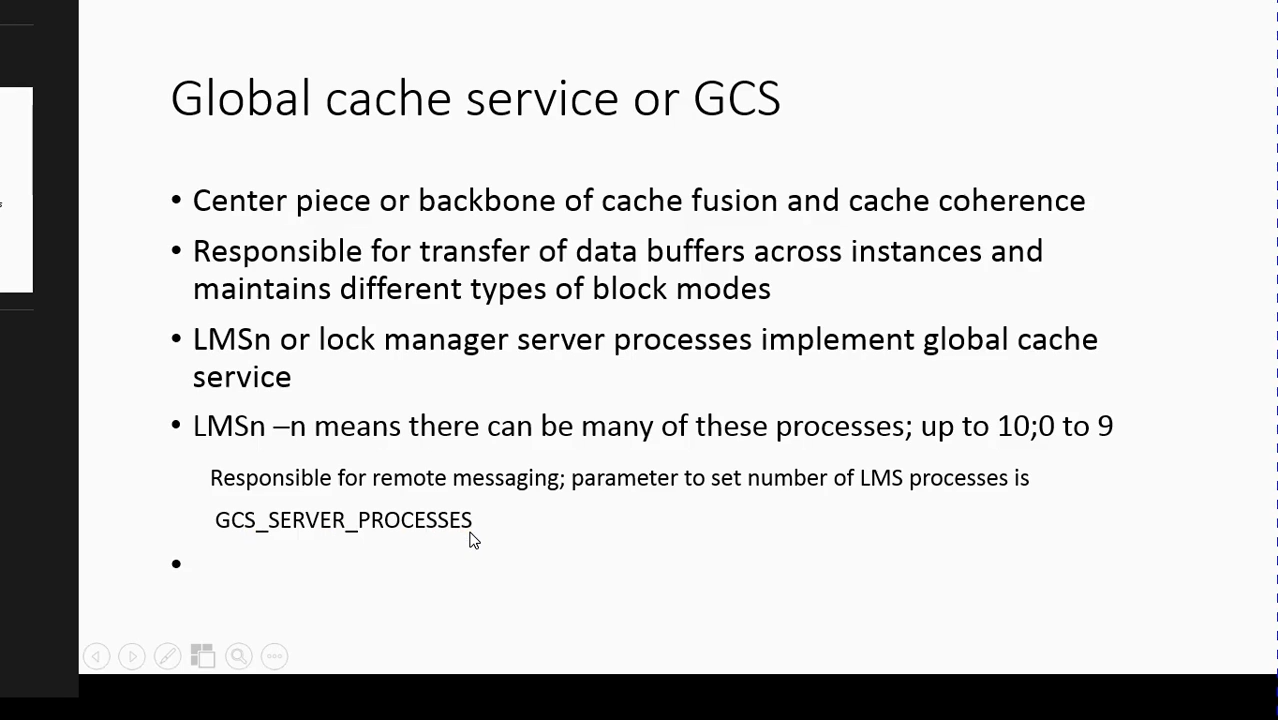 Global cache service or GCS
• Center piece or backbone of cache fusion and cache coherence
• Responsible for transfer of data buffers across instances and
maintains different types of block modes
• LMSn or lock manager server processes implement global cache
service
• LMSn –n means there can be many of these processes; up to 10;0 to 9
Responsible for remote messaging; parameter to set number of LMS processes is
GCS_SERVER_PROCESSES
•